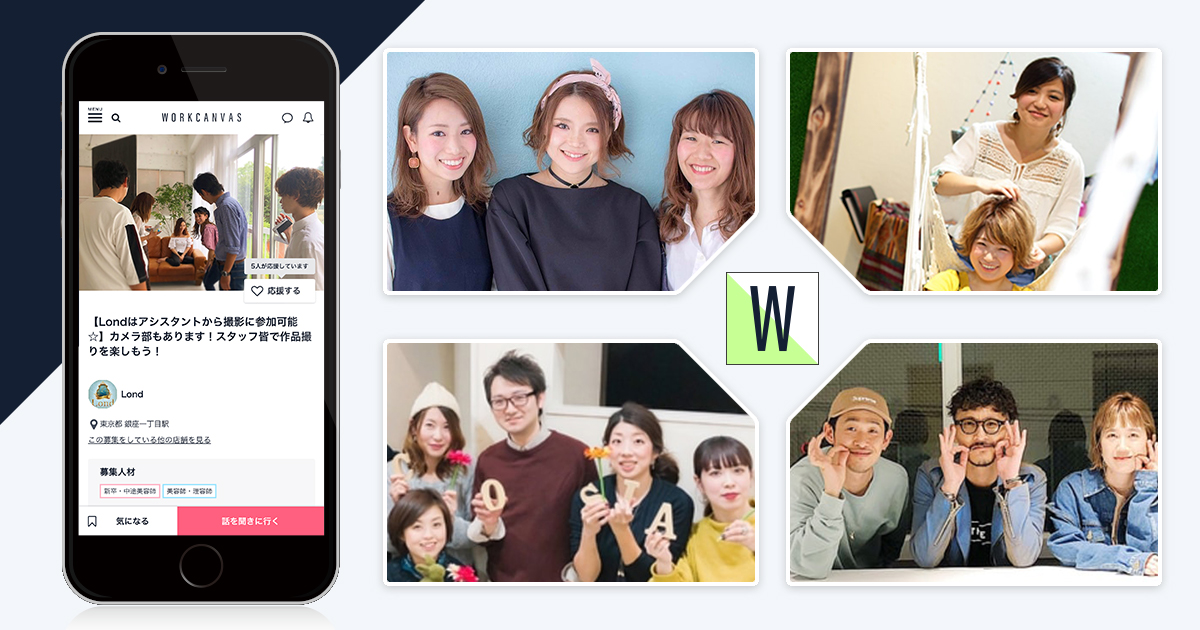 MENU
WORKCANVAS
5人が応援しています
応援する
【Londはアシスタントから撮影に参加可能
☆】カメラ部もあります！スタッフ皆で作品撮
りを楽しもう！
Lond
東京都 銀座一丁目駅
この募集をしている他の店舗を見る
募集人材
新卒・中途美容師 美容師・理容師
気になる 話を聞きに行く
W
Supreme
O
A